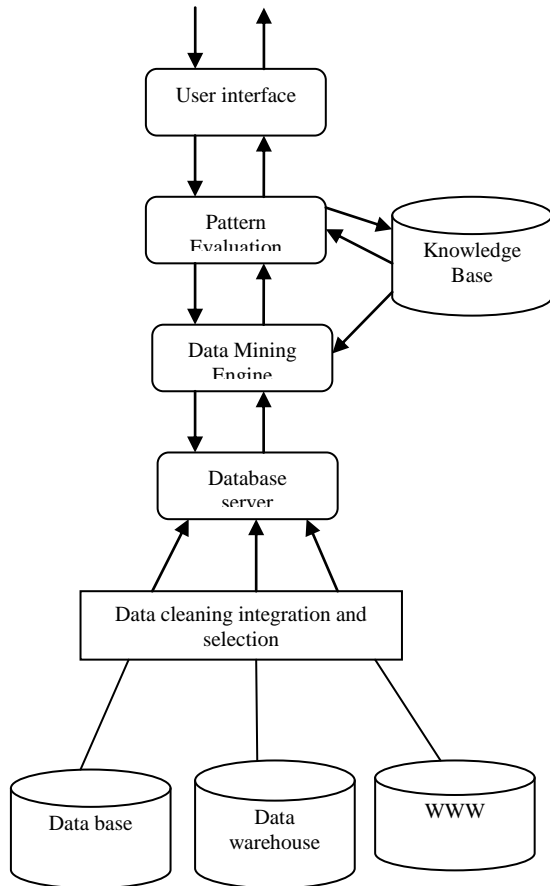 User interface
Pattern
Evaluation
Knowledge
Base
Data Mining
Engine
Database
server
Data cleaning integration and
selection
Data base
Data
warehouse
WWW